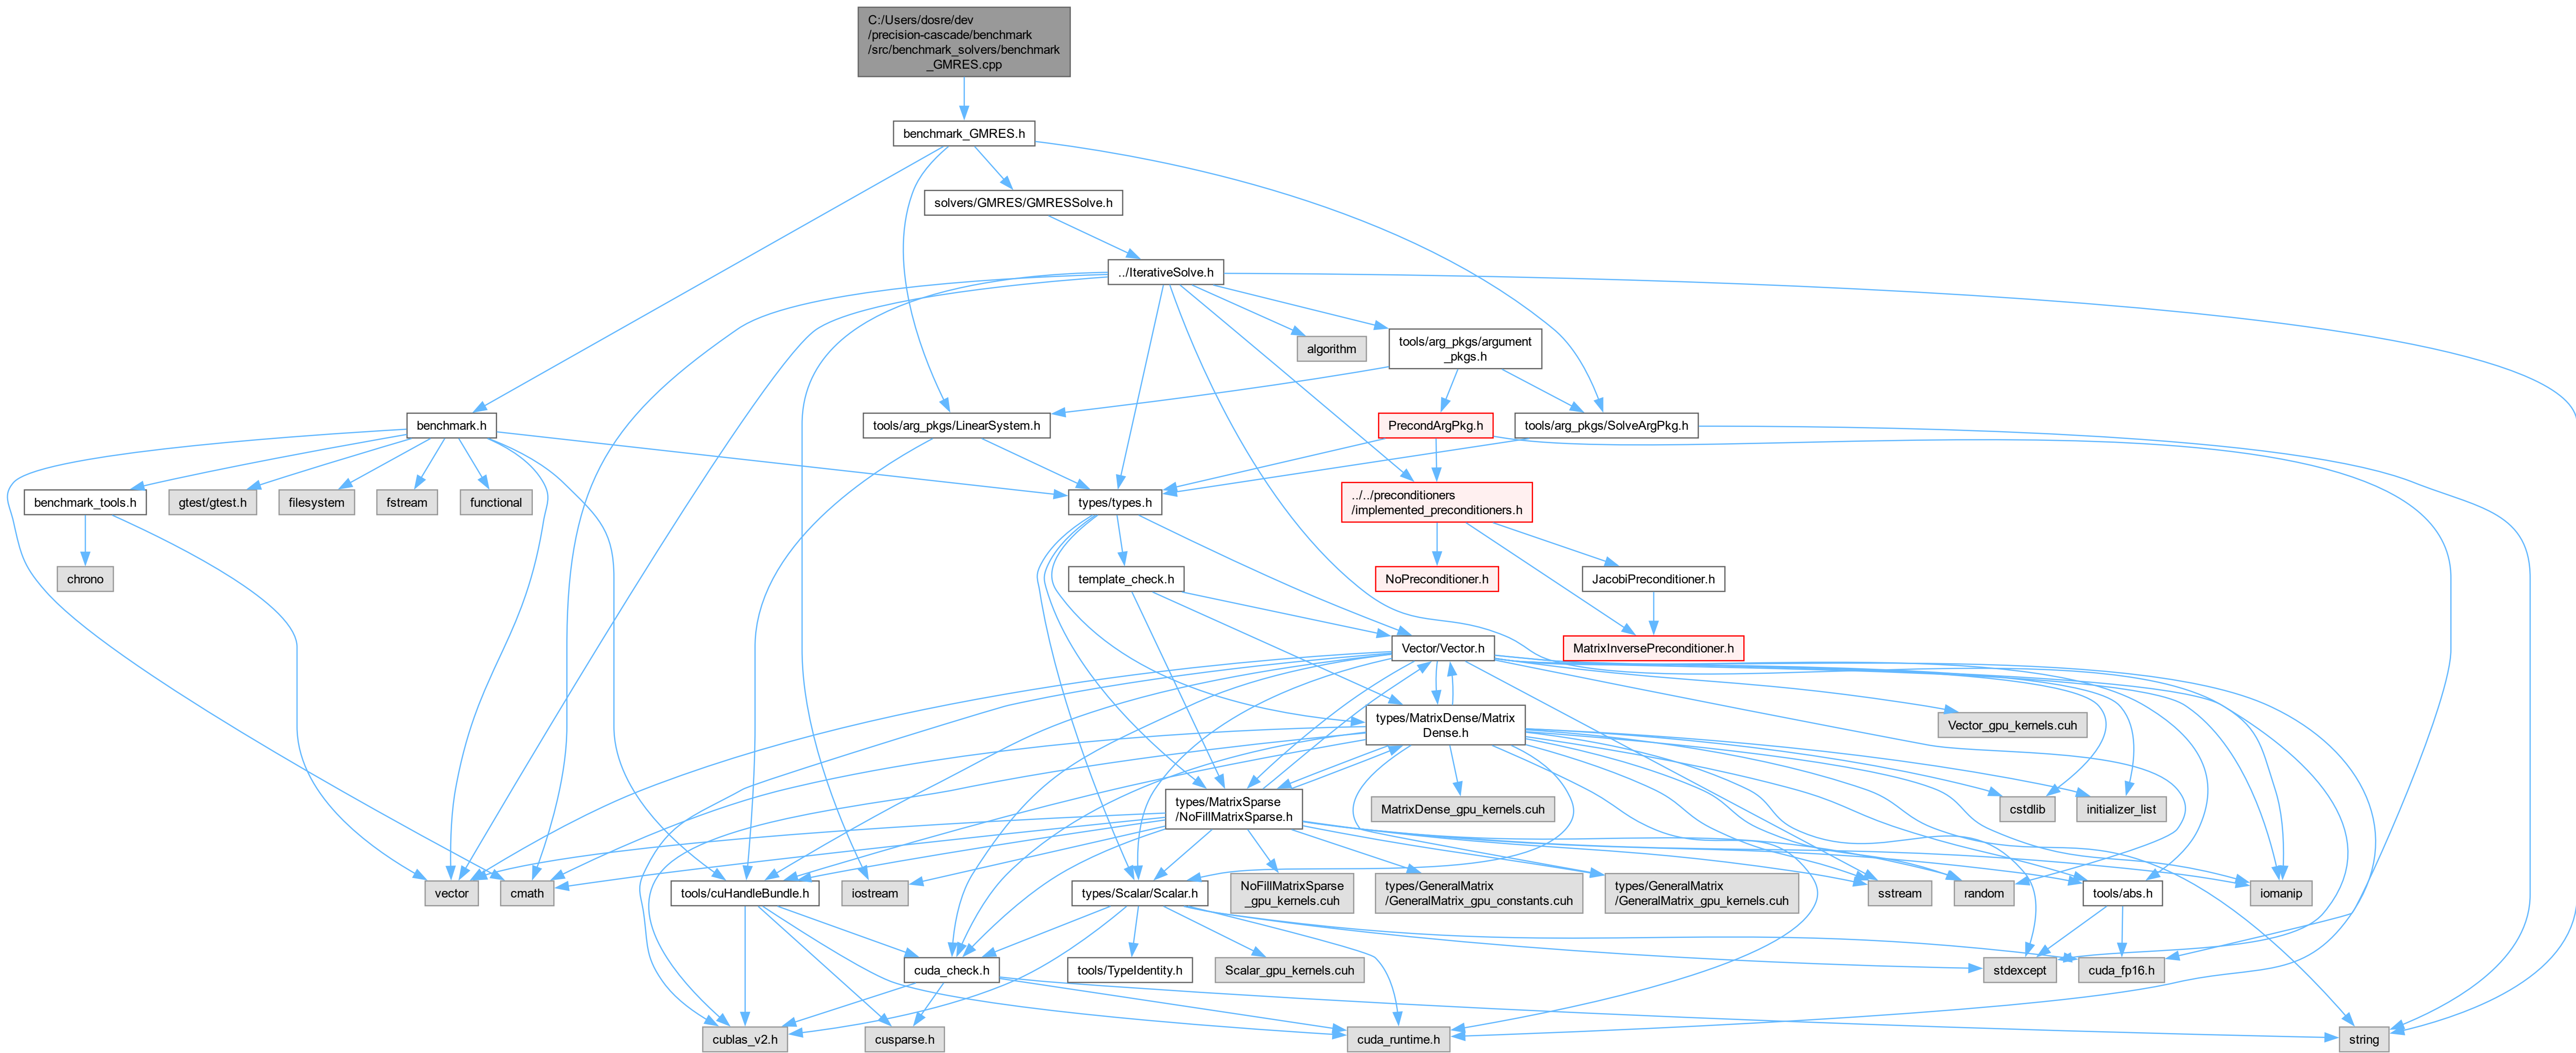 C:/Users/dosre/dev
/precision-cascade/benchmark
/src/benchmark_solvers/benchmark
_GMRES.cpp
benchmark_GMRES.h
solvers/GMRES/GMRESSolve.h
../IterativeSolve.h
algorithm
tools/arg_pkgs/argument
_pkgs.h
benchmark.h
tools/arg_pkgs/LinearSystem.h
PrecondArgPkg.h
tools/arg_pkgs/SolveArgPkg.h
benchmark_tools.h
gtest/gtest.h
filesystem
fstream
functional
types/types.h
../../preconditioners
/implemented_preconditioners.h
chrono
template_check.h
NoPreconditioner.h
JacobiPreconditioner.h
Vector/Vector.h
MatrixInversePreconditioner.h
types/MatrixDense/Matrix
Dense.h
Vector_gpu_kernels.cuh
types/MatrixSparse
/NoFillMatrixSparse.h
MatrixDense_gpu_kernels.cuh
cstdlib
initializer_list
vector
cmath
tools/cuHandleBundle.h
iostream
types/Scalar/Scalar.h
NoFillMatrixSparse
_gpu_kernels.cuh
types/GeneralMatrix
/GeneralMatrix_gpu_constants.cuh
types/GeneralMatrix
/GeneralMatrix_gpu_kernels.cuh
sstream
random
tools/abs.h
iomanip
cuda_check.h
tools/TypeIdentity.h
Scalar_gpu_kernels.cuh
stdexcept
cuda_fp16.h
cublas_v2.h
cusparse.h
cuda_runtime.h
string